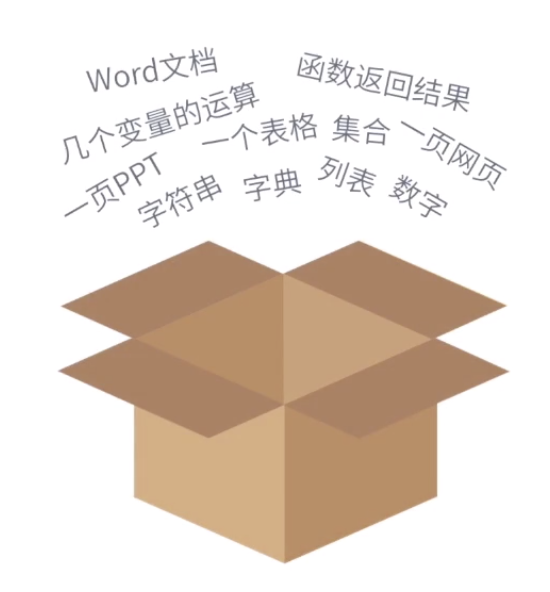 Word文档
函数返回结果
几个变量的运算
一个表格
集合
一页网页
一页PPT
字符串
字典
列表
数字